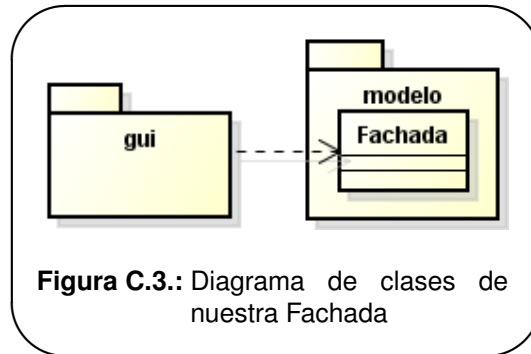 modelo
gui
Fachada
Figura C.3.: Diagrama de clases de
nuestra Fachada